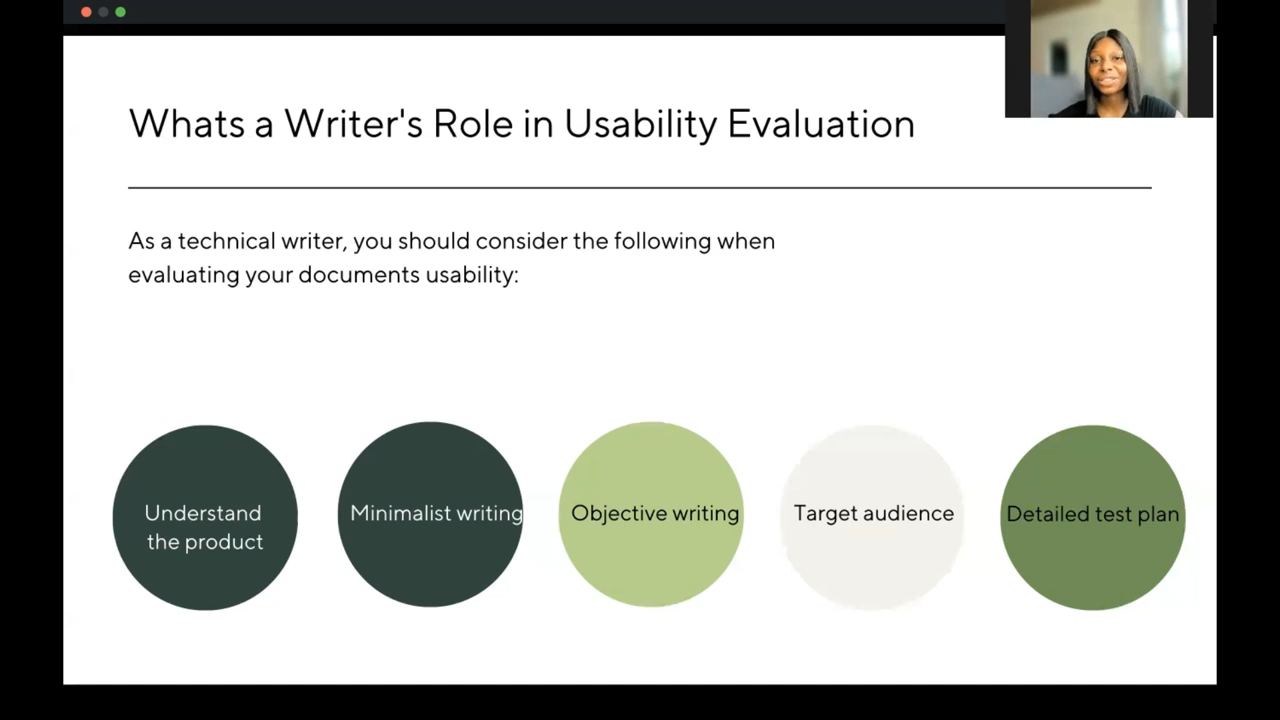 Whats a Writer's Role in Usability Evaluation
As a technical writer, you should consider the following when
evaluating your documents usability:
Understand
the product
Minimalist writing
Objective writing
Target audience
Detailed test plan